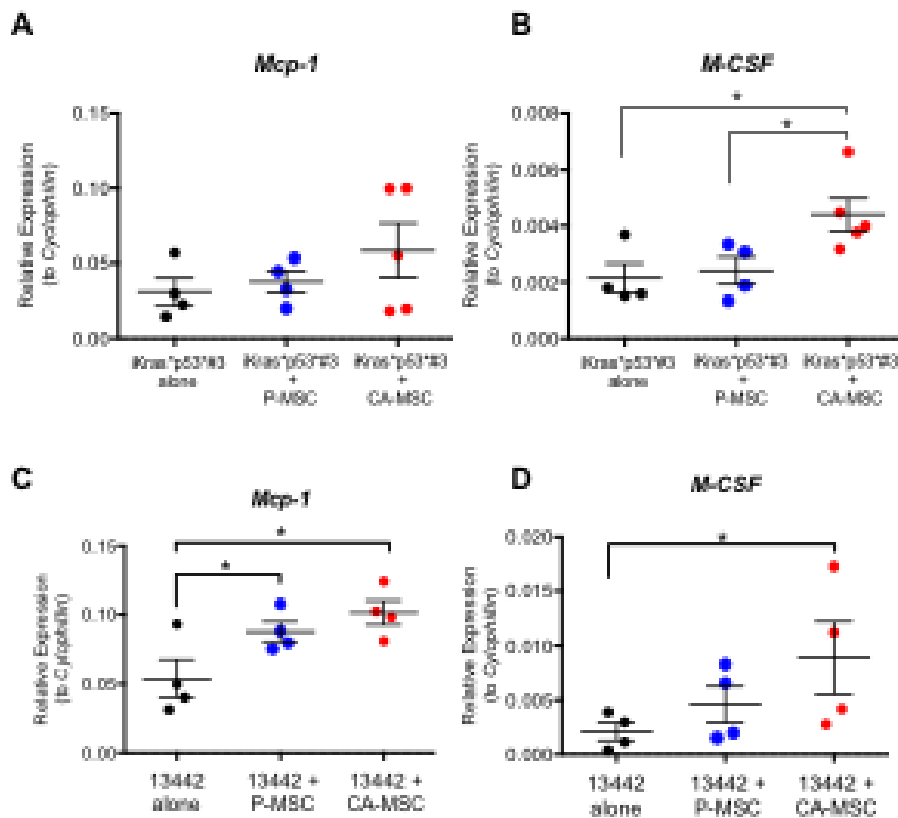 A
Mcp-1
Relative Expression
(to Cyclophilin)
0.15
0.10
0.05
0.00
iKras*p53*#3
alone
iKras*p53*#3
+
P-MSC
iKras*p53*#3
+
CA-MSC
B
M-CSF
*
*
Relative Expression
(to Cyclophilin)
0.008
0.006
0.004
0.002
0.000
iKras*p53*#3
alone
iKras*p53*#3
+
P-MSC
iKras*p53*#3
+
CA-MSC
C
Mcp-1
*
*
Relative Expression
(to Cyclophilin)
0.15
0.10
0.05
0.00
13442
alone
13442 +
P-MSC
13442 +
CA-MSC
D
M-CSF
*
Relative Expression
(to Cyclophilin)
0.020
0.015
0.010
0.005
0.000
13442
alone
13442 +
P-MSC
13442 +
CA-MSC